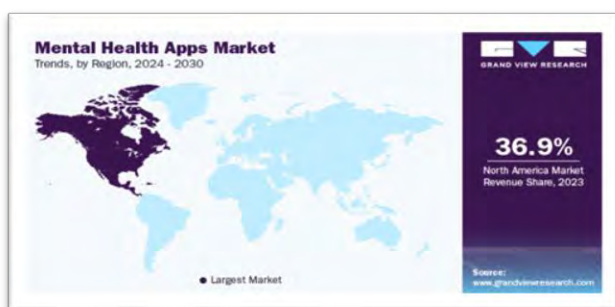 Mental Health Apps Market
Trends, by Region, 2024 - 2030
GRAND VIEW RESEARCH
36.9%
North America Market
Revenue Share, 2023
Largest Market
Source:
www.grandviewresearch.com